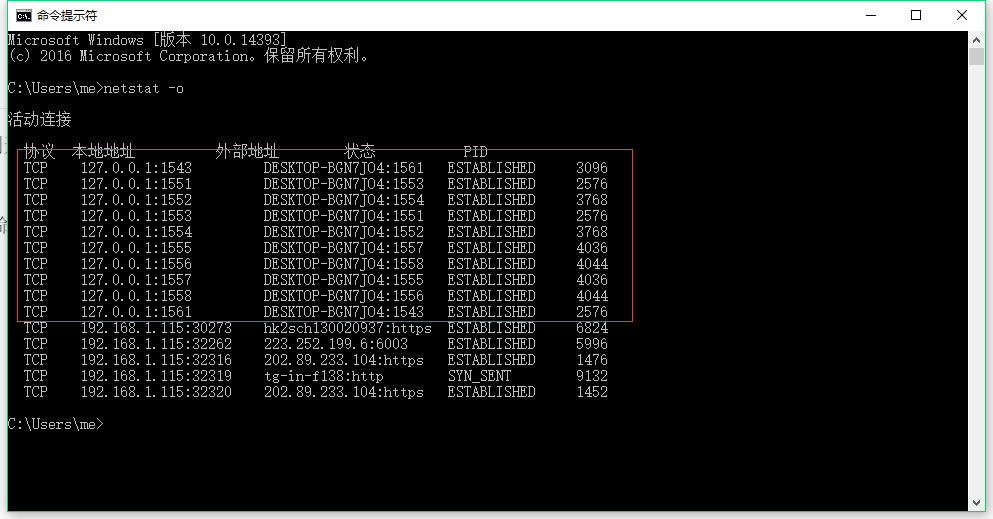 命令提示符
Microsoft Windows [版本 10.0.14393]
(c) 2016 Microsoft Corporation。保留所有权利。
C:\Users\me>netstat -o
活动连接
协议 本地地址 外部地址 状态 PID
TCP 127.0.0.1:1543 DESKTOP-BGN7JO4:1561 ESTABLISHED 3096
TCP 127.0.0.1:1551 DESKTOP-BGN7JO4:1553 ESTABLISHED 2576
TCP 127.0.0.1:1552 DESKTOP-BGN7JO4:1554 ESTABLISHED 3768
TCP 127.0.0.1:1553 DESKTOP-BGN7JO4:1551 ESTABLISHED 2576
TCP 127.0.0.1:1554 DESKTOP-BGN7JO4:1552 ESTABLISHED 3768
TCP 127.0.0.1:1555 DESKTOP-BGN7JO4:1557 ESTABLISHED 4036
TCP 127.0.0.1:1556 DESKTOP-BGN7JO4:1558 ESTABLISHED 4044
TCP 127.0.0.1:1557 DESKTOP-BGN7JO4:1555 ESTABLISHED 4036
TCP 127.0.0.1:1558 DESKTOP-BGN7JO4:1556 ESTABLISHED 4044
TCP 127.0.0.1:1561 DESKTOP-BGN7JO4:1543 ESTABLISHED 2576
TCP 192.168.1.115:30273 hk2sch130020937:https ESTABLISHED 6824
TCP 192.168.1.115:32262 223.252.199.6:6003 ESTABLISHED 5996
TCP 192.168.1.115:32316 202.89.233.104:https ESTABLISHED 1476
TCP 192.168.1.115:32319 tg-in-f138:http SYN_SENT 9132
TCP 192.168.1.115:32320 202.89.233.104:https ESTABLISHED 1452
C:\Users\me>